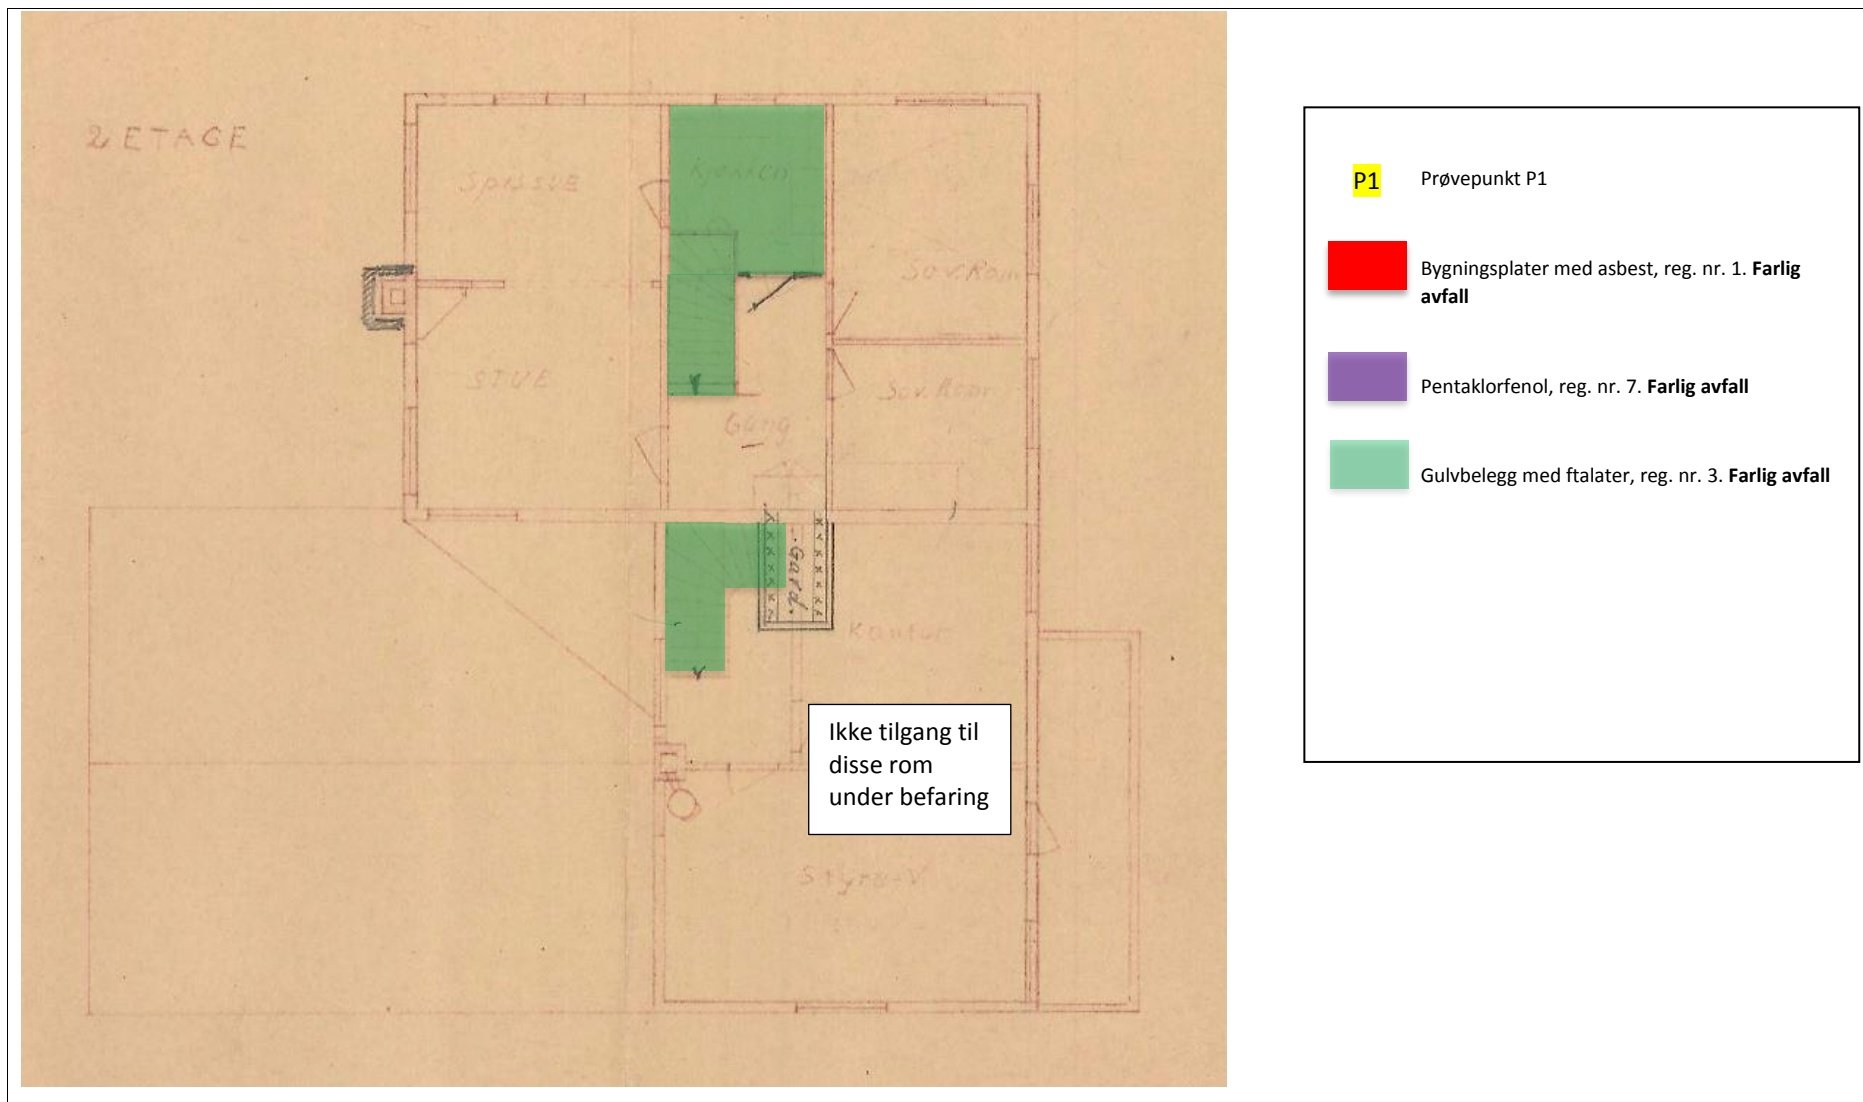 2 ETAGE
Spisstue
Kjøkken
Sov.Rom
STUE
Sov.Rom
Gang
Gard.
Kontor
Ikke tilgang til
disse rom
under befaring
Styre-V
P1 Prøvepunkt P1
Bygningsplater med asbest, reg. nr. 1. Farlig
avfall
Pentaklorfenol, reg. nr. 7. Farlig avfall
Gulvbelegg med ftalater, reg. nr. 3. Farlig avfall